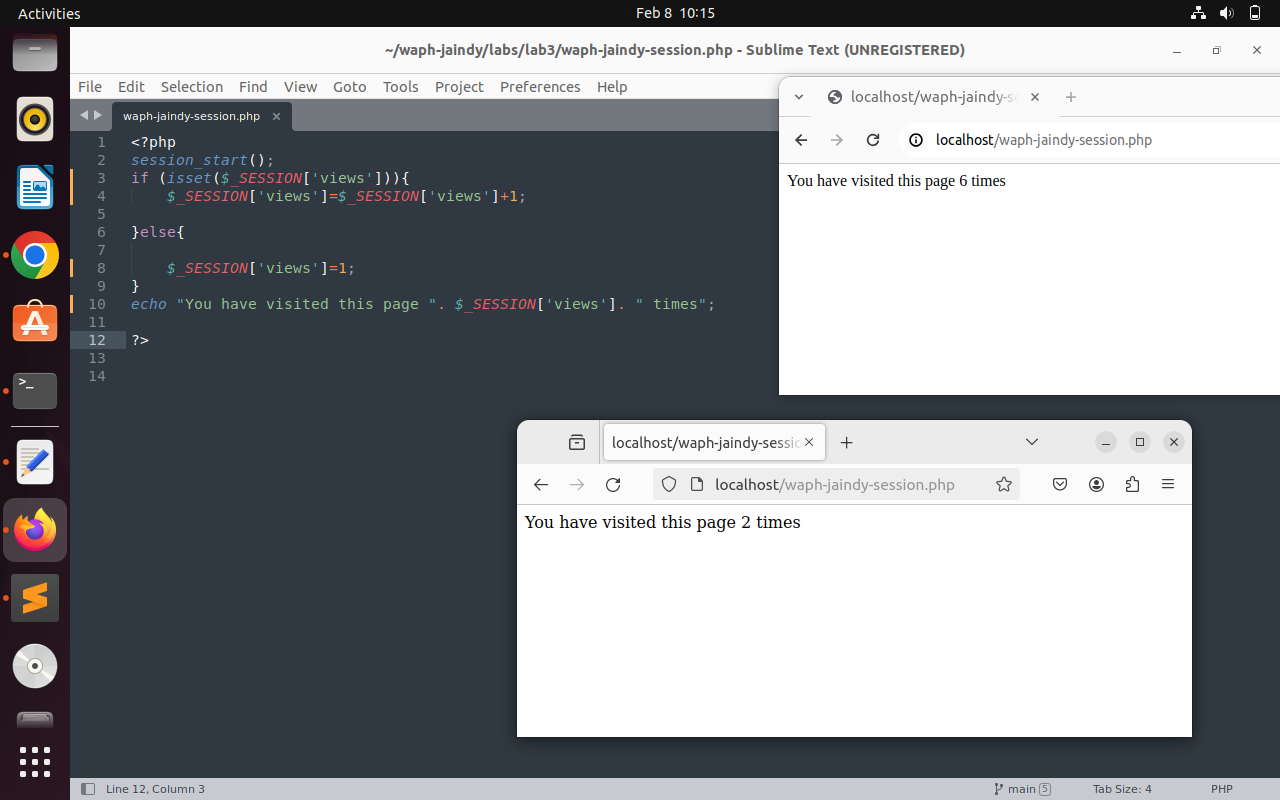 Activities
Feb 8 10:15
~/waph-jaindy/labs/lab3/waph-jaindy-session.php - Sublime Text (UNREGISTERED)
File Edit Selection Find View Goto Tools Project Preferences Help
waph-jaindy-session.php
1 <?php
2 session_start();
3 if (isset($_SESSION['views'])){
4 $_SESSION['views']=$_SESSION['views']+1;
5
6 }else{
7
8 $_SESSION['views']=1;
9 }
10 echo "You have visited this page ". $_SESSION['views']. " times";
11
12 ?>
13
14
localhost/waph-jaindy-se
localhost/waph-jaindy-session.php
You have visited this page 6 times
localhost/waph-jaindy-sessic
localhost/waph-jaindy-session.php
You have visited this page 2 times
>_
Line 12, Column 3
main 5
Tab Size: 4
PHP